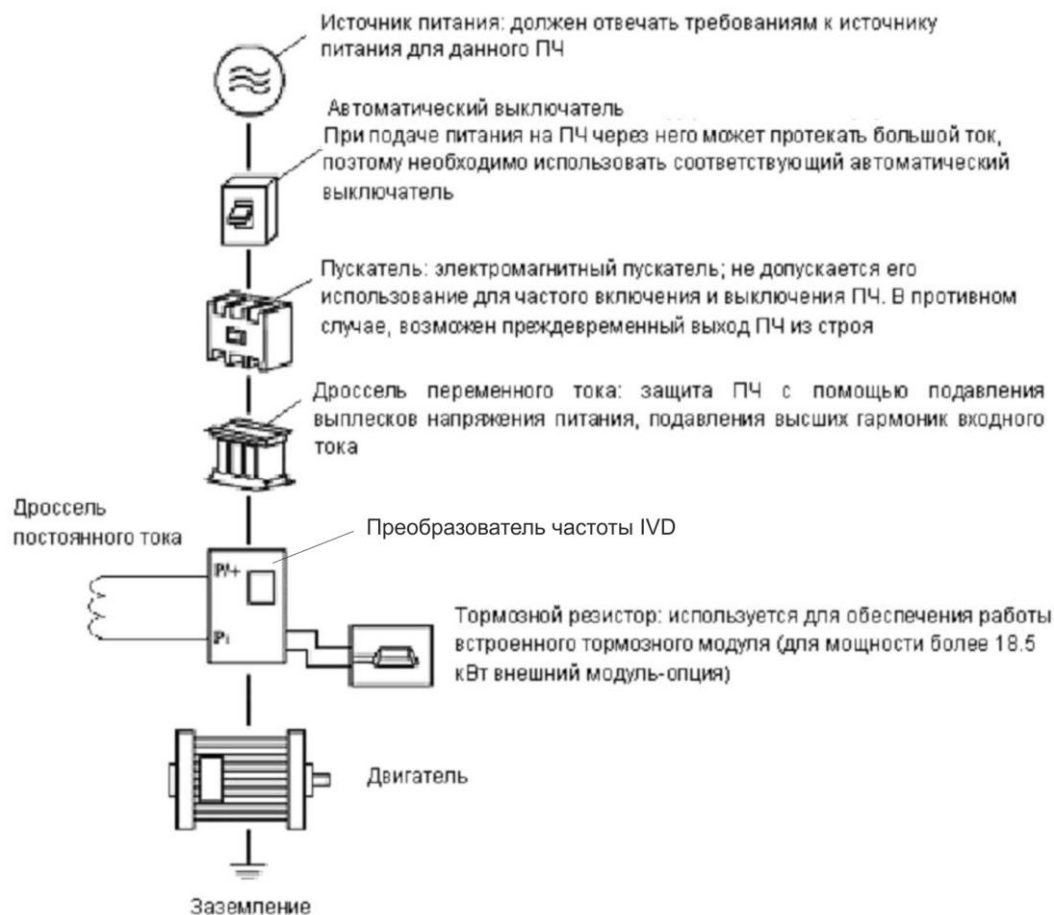 Источник питания: должен отвечать требованиям к источнику
питания для данного ПЧ
Автоматический выключатель
При подаче питания на ПЧ через него может протекать большой ток,
поэтому необходимо использовать соответствующий автоматический
выключатель
Пускатель: электромагнитный пускатель; не допускается его
использование для частого включения и выключения ПЧ. В противном
случае, возможен преждевременный выход ПЧ из строя
Дроссель переменного тока: защита ПЧ с помощью подавления
выплесков напряжения питания, подавления высших гармоник входного
тока
Дроссель
постоянного тока
Преобразователь частоты IVD
P/+
P1
Тормозной резистор: используется для обеспечения работы
встроенного тормозного модуля (для мощности более 18.5
кВт внешний модуль-опция)
Двигатель
Заземление